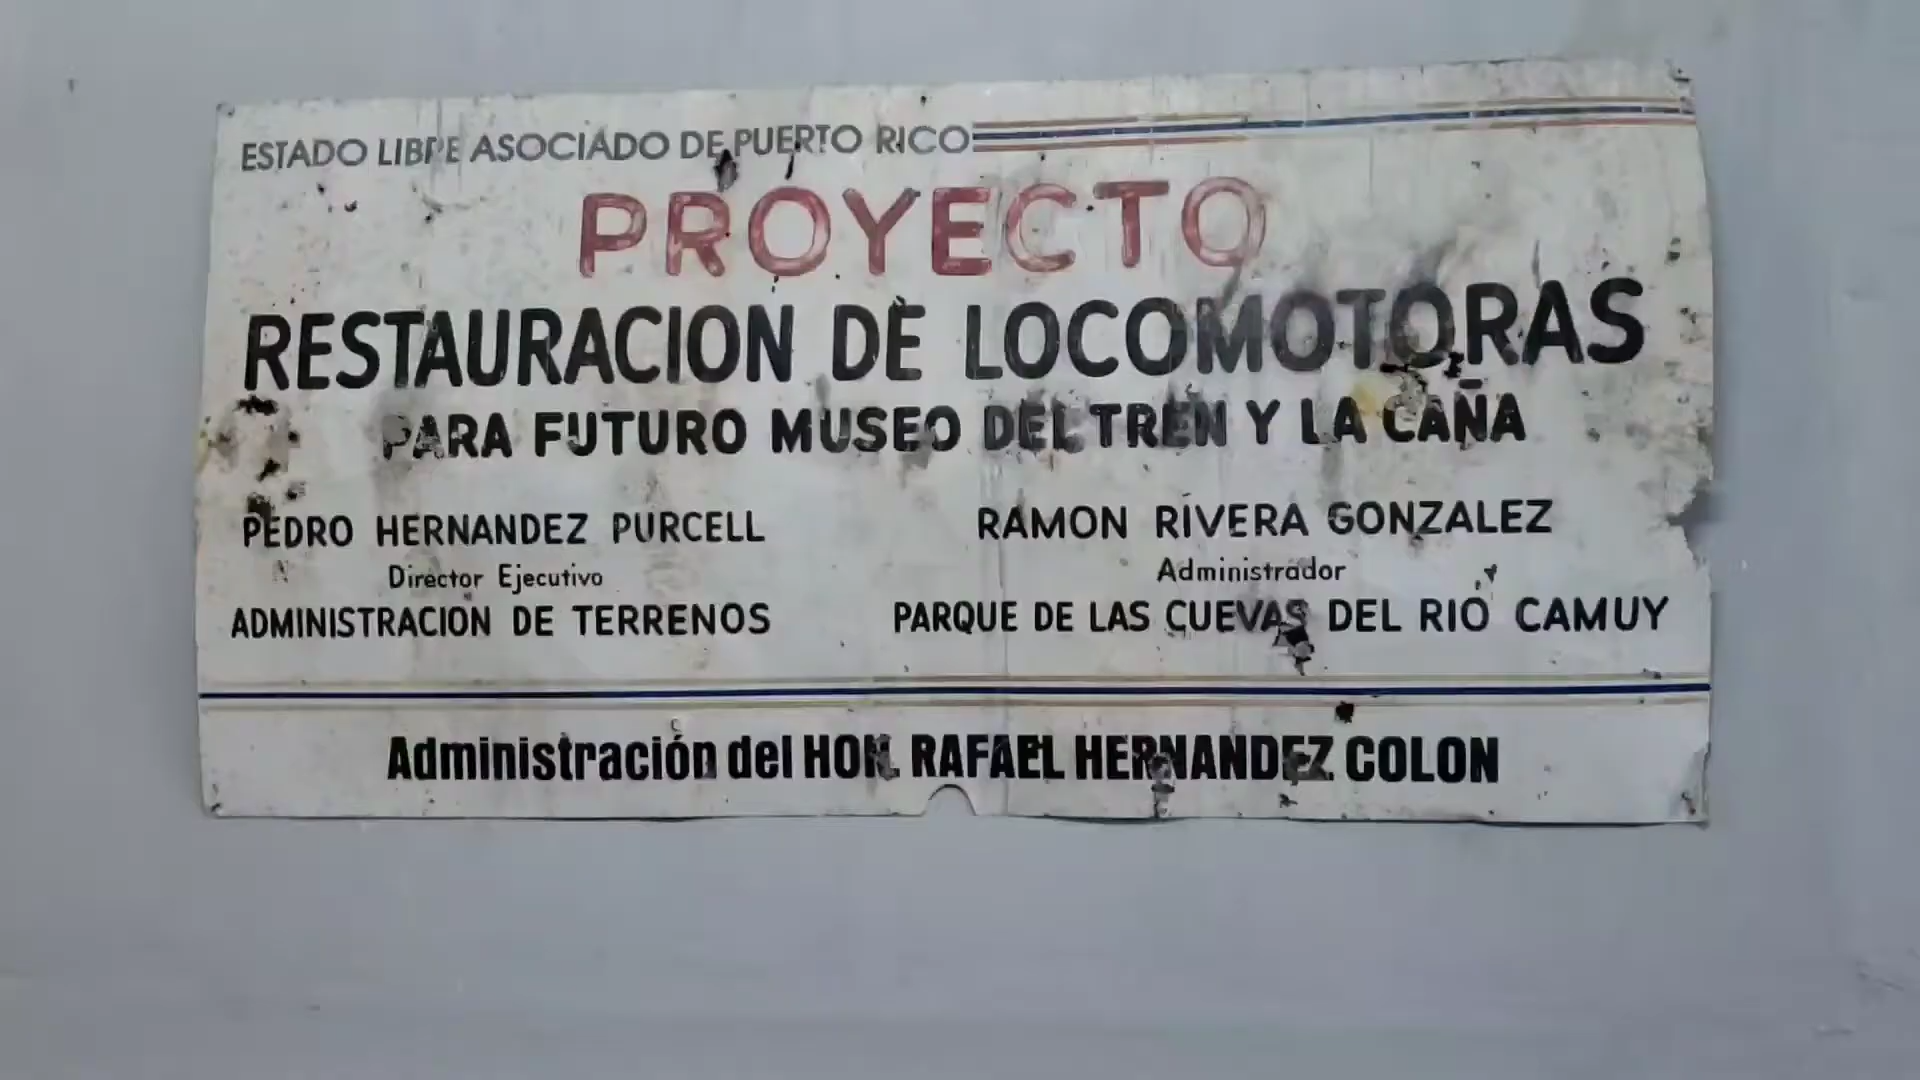 ESTADO LIBRE ASOCIADO DE PUERTO RICO
PROYECTO
RESTAURACION DE LOCOMOTORAS
PARA FUTURO MUSEO DEL TREN Y LA CAÑA
PEDRO HERNANDEZ PURCELL
Director Ejecutivo
ADMINISTRACION DE TERRENOS
RAMON RIVERA GONZALEZ
Administrador
PARQUE DE LAS CUEVAS DEL RIO CAMUY
Administración del HON. RAFAEL HERNANDEZ COLON